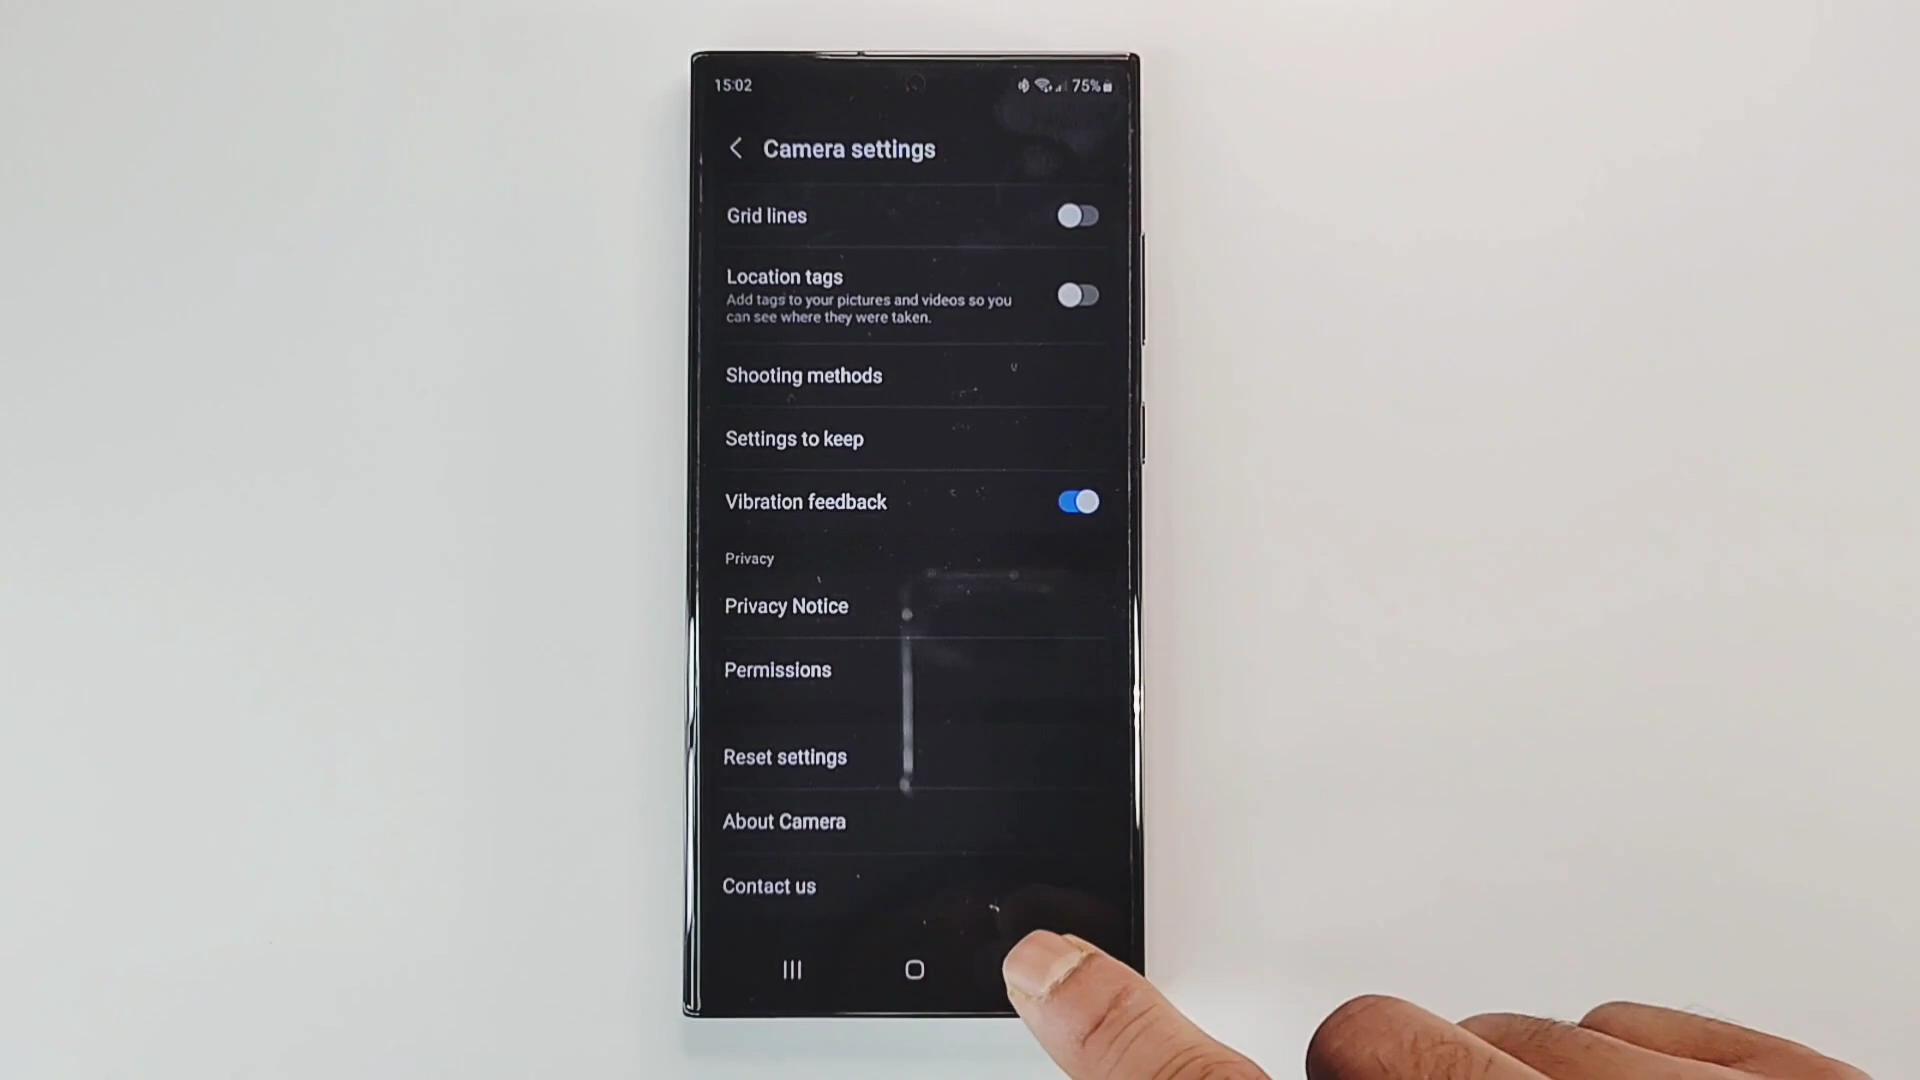 15:02
75%
Camera settings
Grid lines
Location tags
Add tags to your pictures and videos so you
can see where they were taken.
Shooting methods
Settings to keep
Vibration feedback
Privacy
Privacy Notice
Permissions
Reset settings
About Camera
Contact us